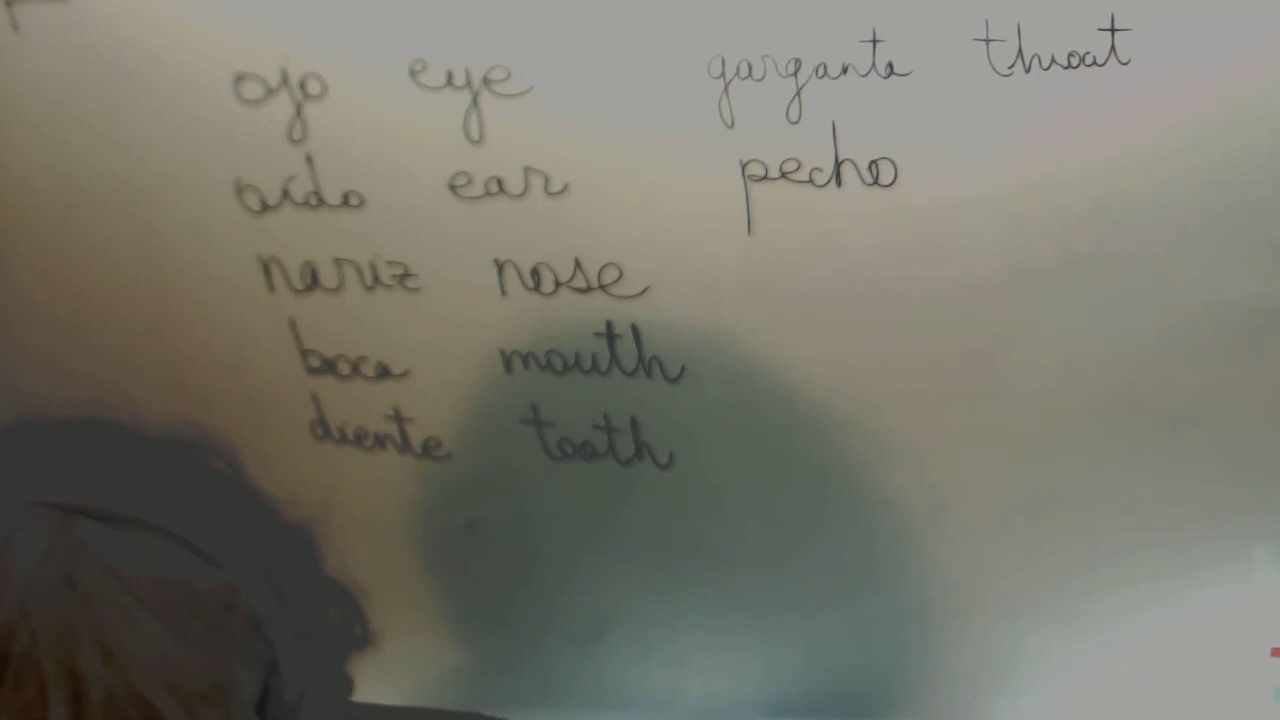 ojo eye
oído ear
nariz nose
boca mouth
diente tooth
garganta throat
pecho